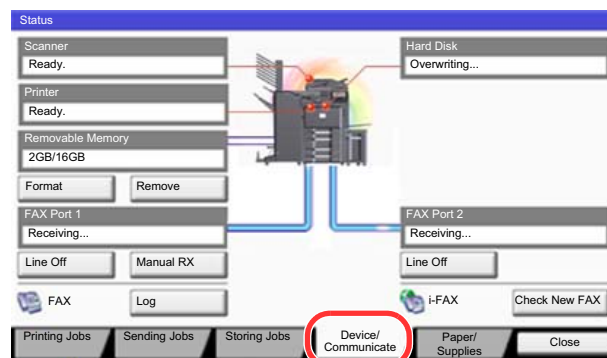 Status
Scanner
Ready.
Hard Disk
Overwriting...
Printer
Ready.
Removable Memory
2GB/16GB
Format
Remove
FAX Port 1
Receiving...
FAX Port 2
Receiving...
Line Off
Manual RX
Line Off
FAX
Log
i-FAX
Check New FAX
Printing Jobs
Sending Jobs
Storing Jobs
Device/
Communicate
Paper/
Supplies
Close